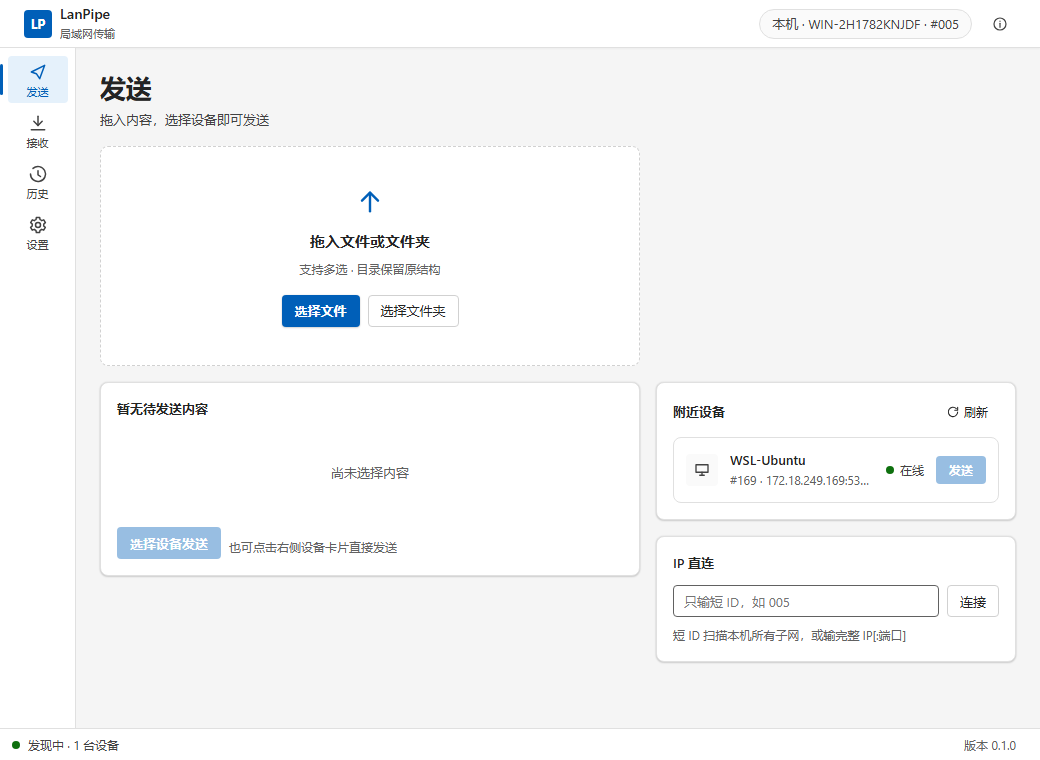 LP
LanPipe
局域网传输
本机 · WIN-2H1782KNJDF · #005
发送
接收
历史
设置
发送
拖入内容，选择设备即可发送
拖入文件或文件夹
支持多选 · 目录保留原结构
选择文件
选择文件夹
暂无待发送内容
尚未选择内容
选择设备发送
也可点击右侧设备卡片直接发送
附近设备
刷新
WSL-Ubuntu
#169 · 172.18.249.169:53...
在线
发送
IP 直连
只输短 ID，如 005
连接
短 ID 扫描本机所有子网，或输完整 IP[:端口]
发现中 · 1 台设备
版本 0.1.0